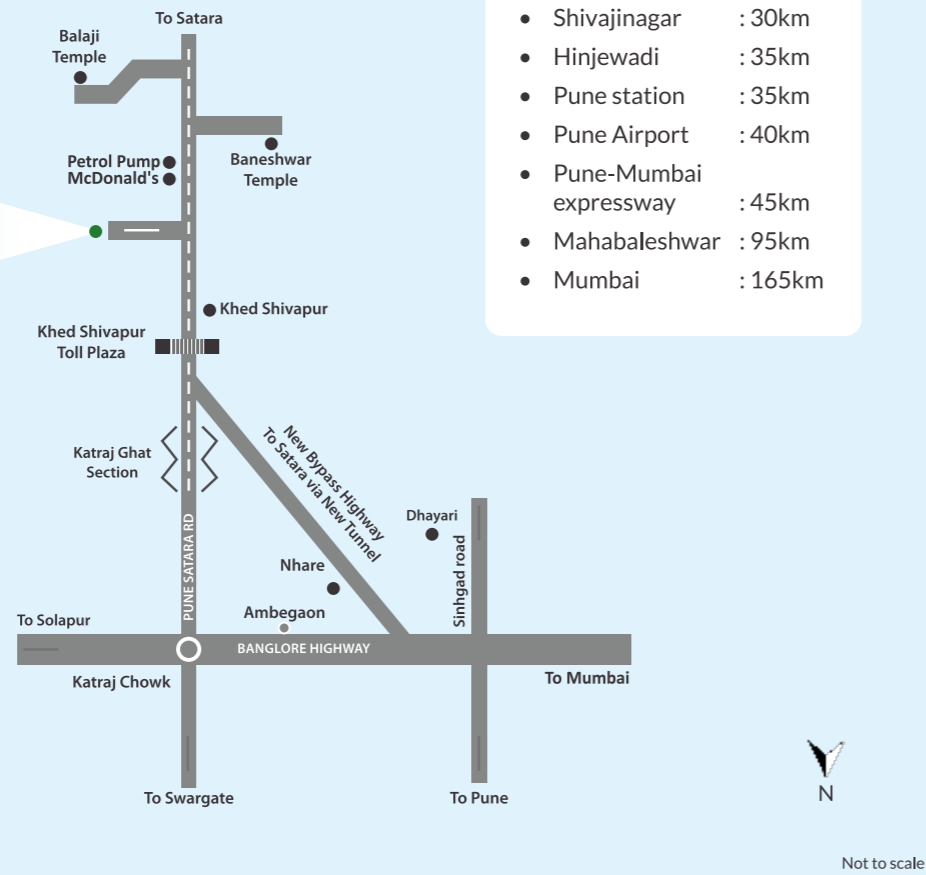 To Satara
Balaji
Temple
Petrol Pump
McDonald's
Baneshwar
Temple
Khed Shivapur
Khed Shivapur
Toll Plaza
Katraj Ghat
Section
New Bypass Highway
To Satara via New Tunnel
Dhayari
Nhare
Ambegaon
Sinhgad road
PUNE SATARA RD
To Solapur
BANGLORE HIGHWAY
Katraj Chowk
To Mumbai
To Swargate
To Pune
• Shivajinagar : 30km
• Hinjewadi : 35km
• Pune station : 35km
• Pune Airport : 40km
• Pune-Mumbai
expressway : 45km
• Mahabaleshwar : 95km
• Mumbai : 165km
N
Not to scale